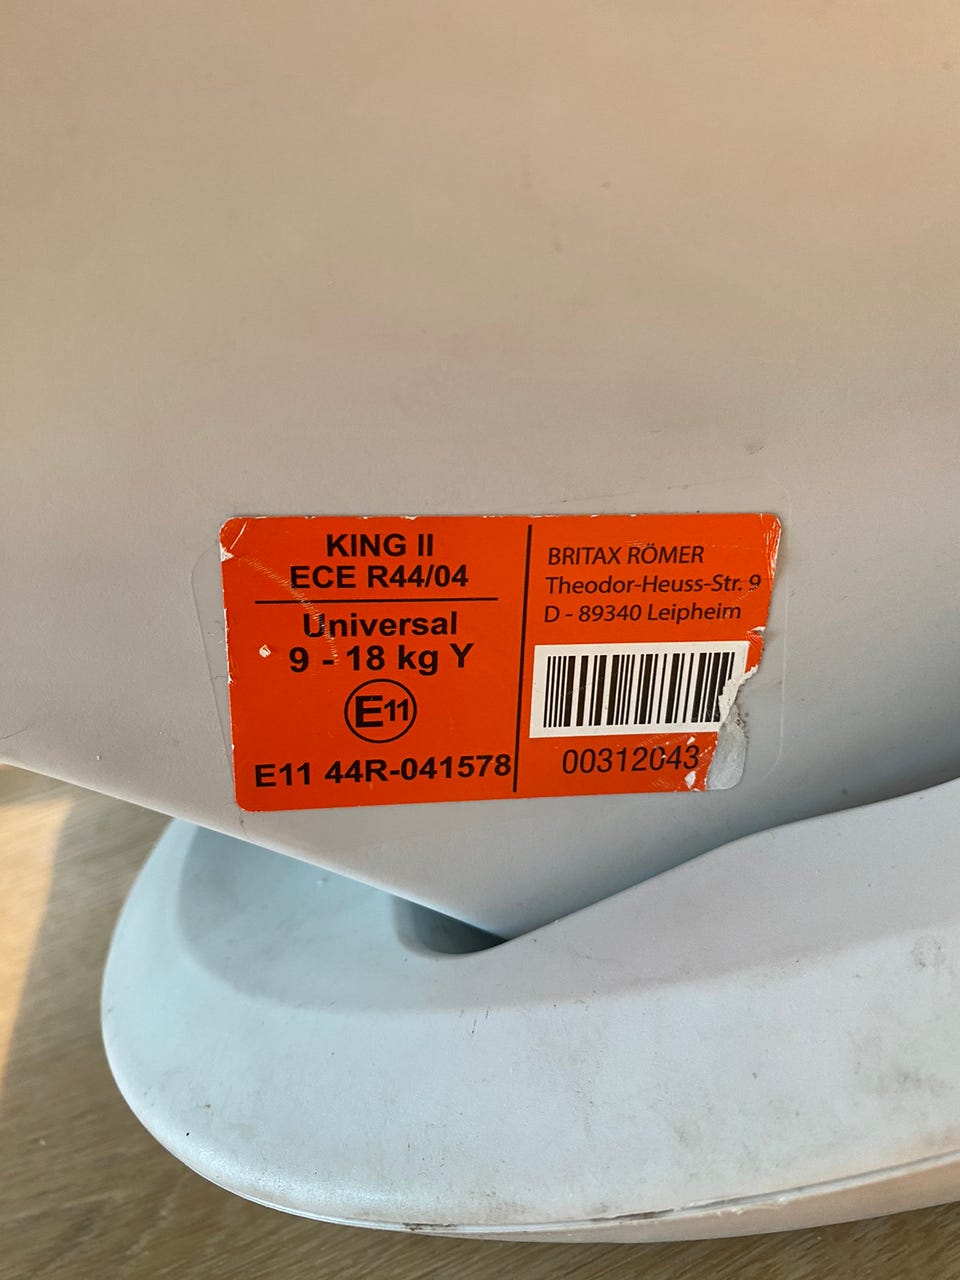 KING II
ECE R44/04
Universal
9 - 18 kg Y
E11
E11 44R-041578
BRITAX RÖMER
Theodor-Heuss-Str. 9
D - 89340 Leipheim
00312043